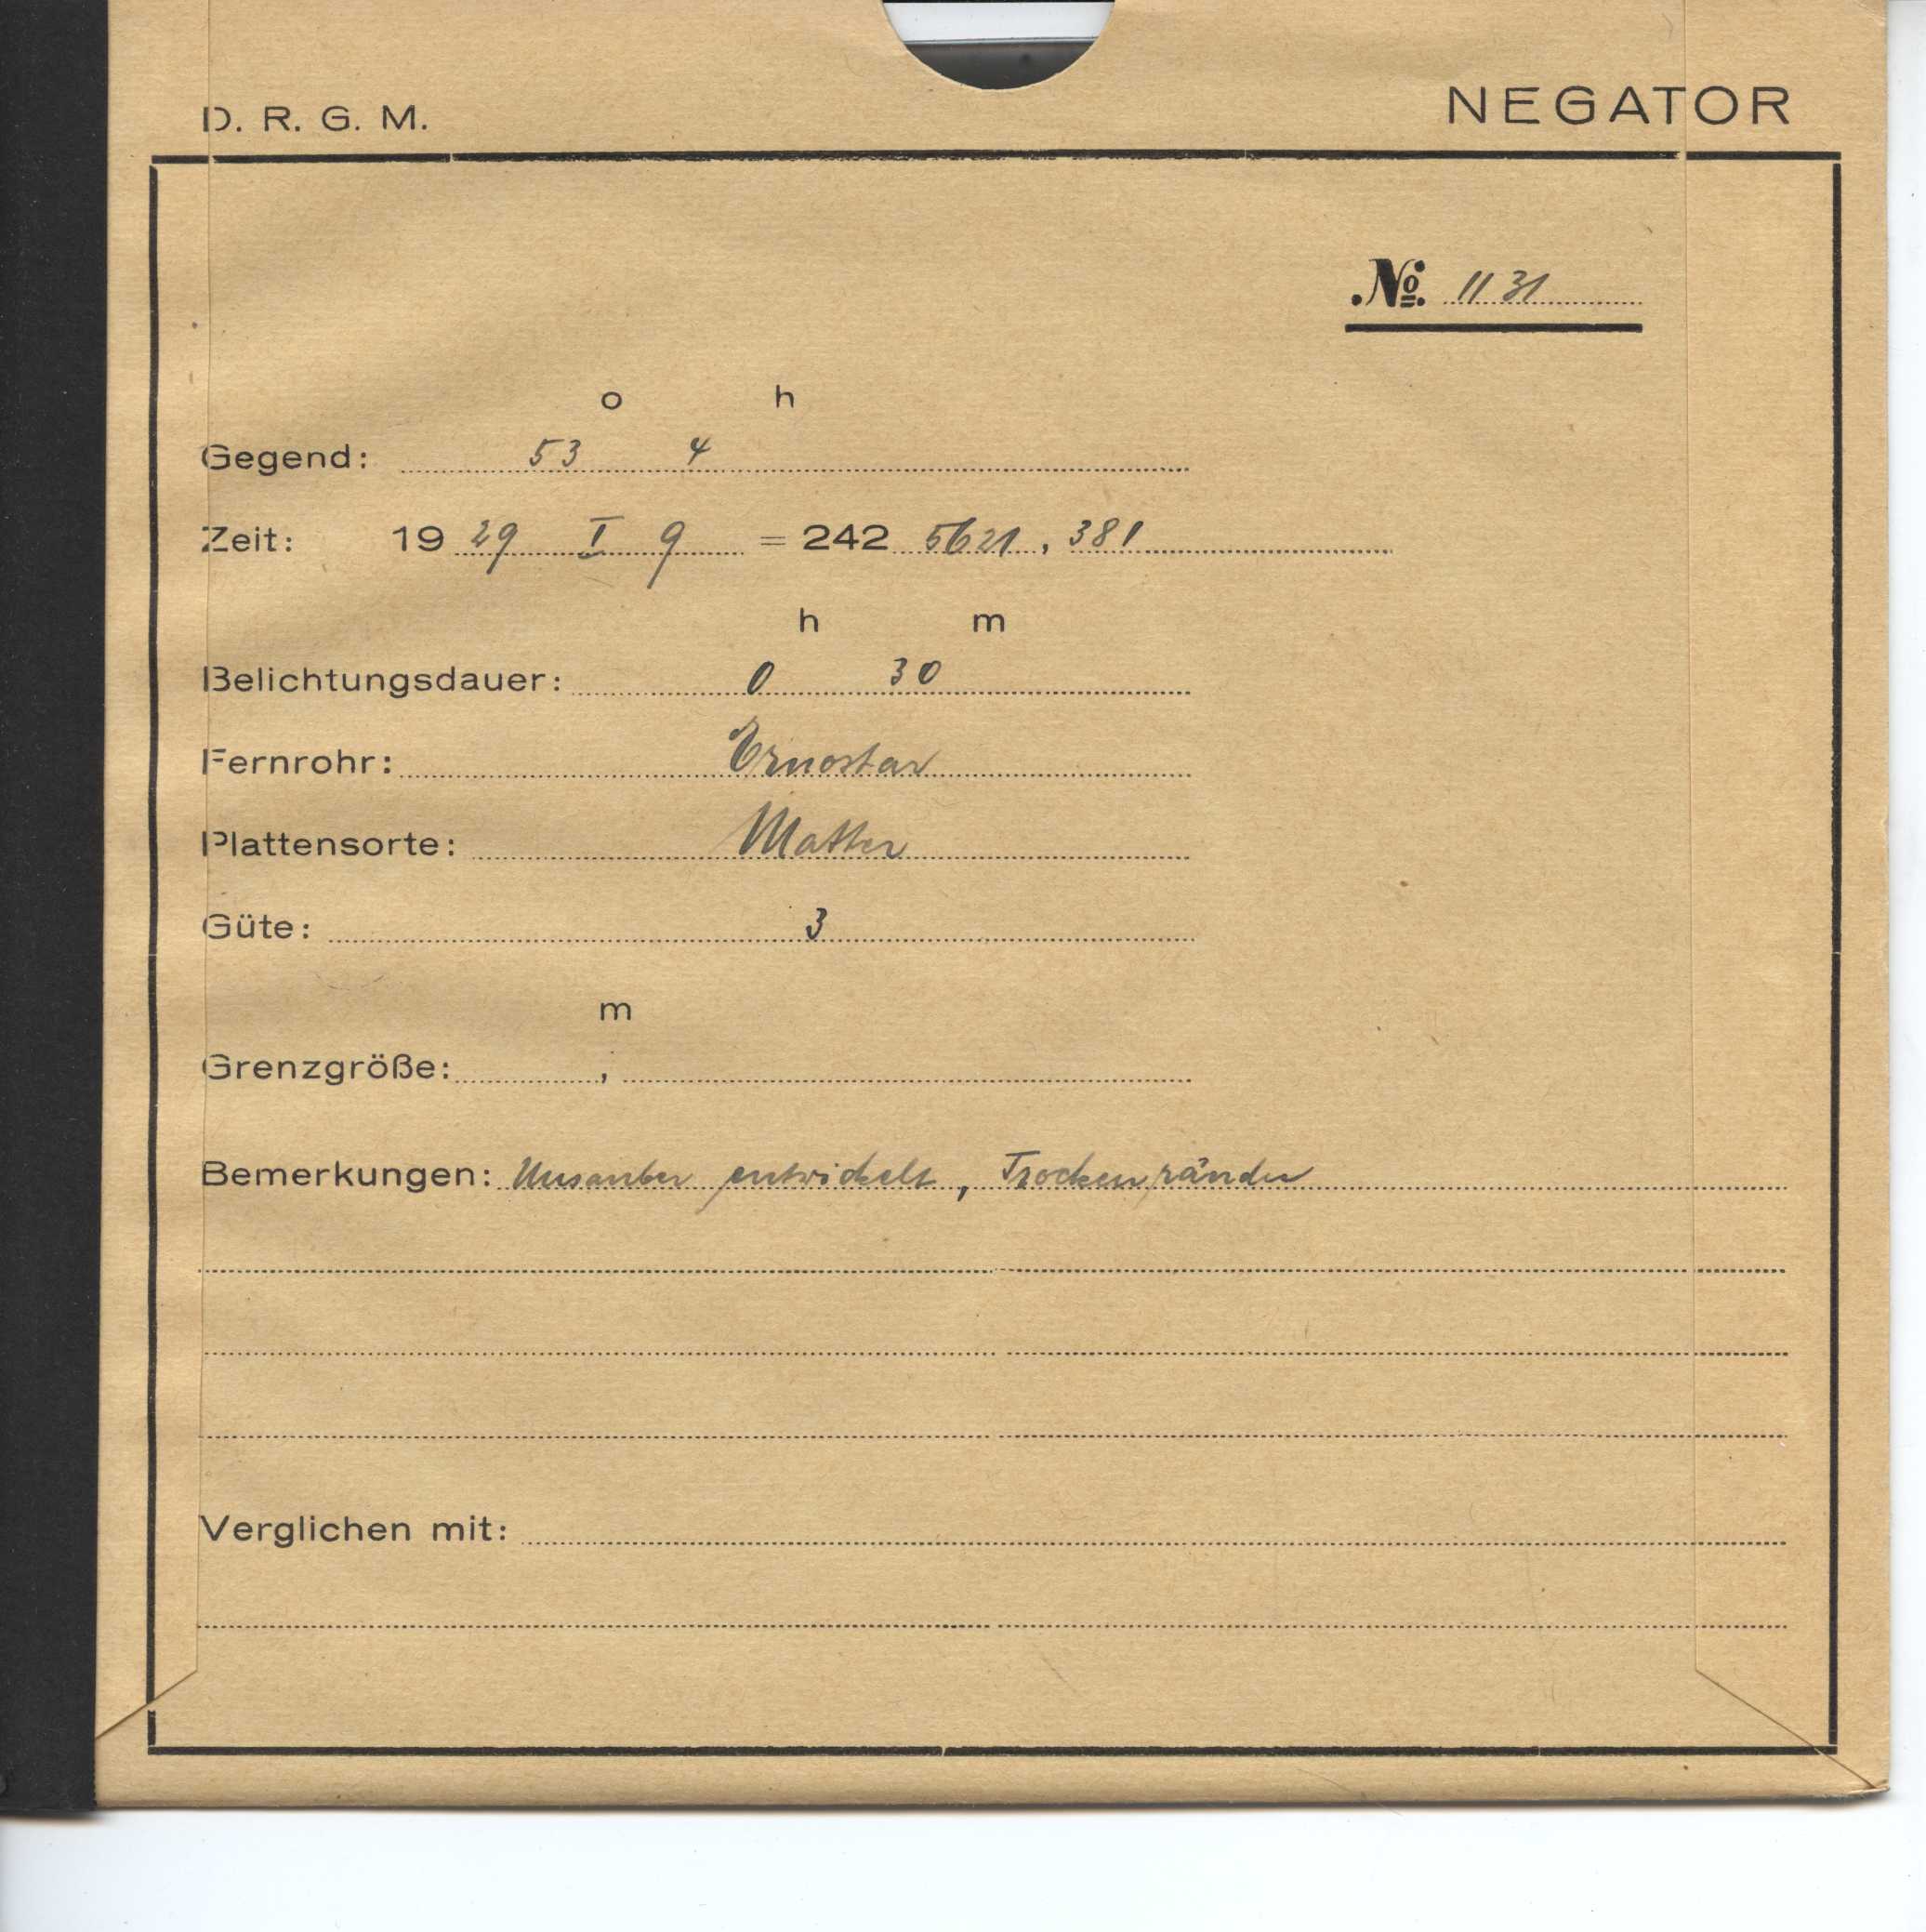 D. R. G. M. NEGATOR
№ 1131
o h
Gegend: 53 4
Zeit: 19 29 I 9 = 242 5621 , 381
h m
Belichtungsdauer: 0 30
Fernrohr: Ernostar
Plattensorte: Matter
Güte: 3
m
Grenzgröße: ,
Bemerkungen: Unsauber entwickelt, Trockenränder
Verglichen mit: